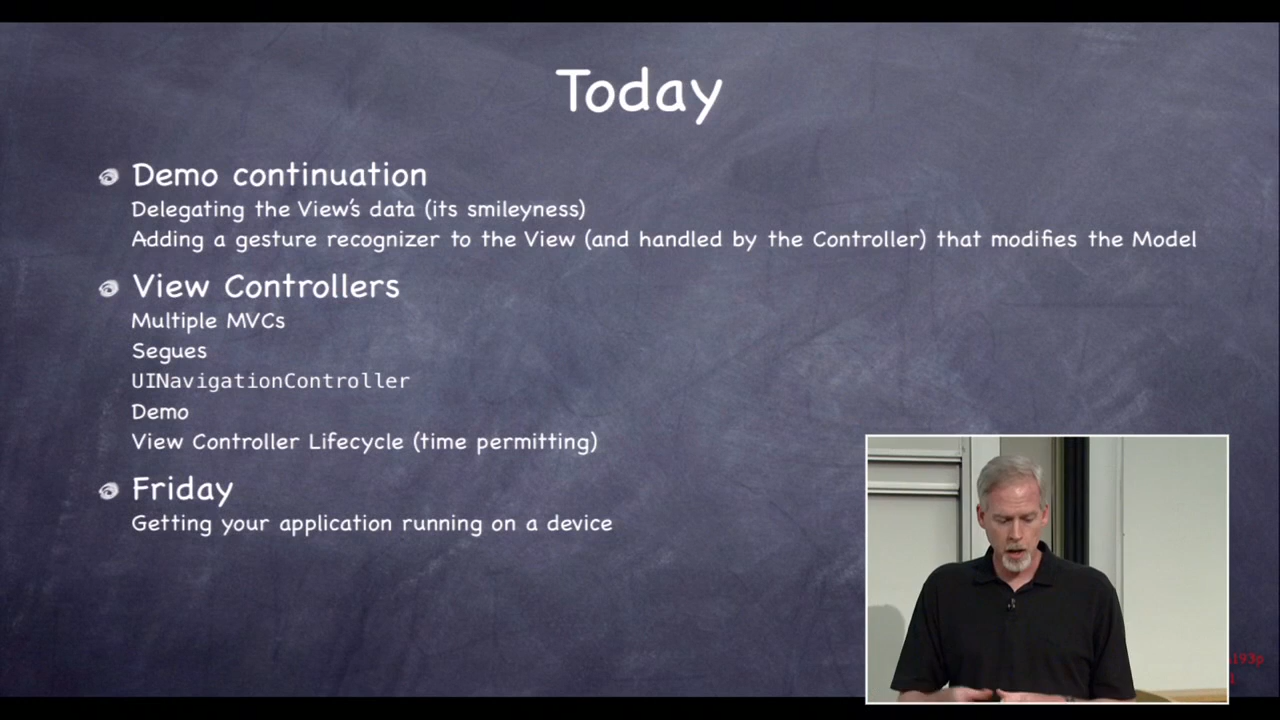 Today
Demo continuation
Delegating the View's data (its smileyness)
Adding a gesture recognizer to the View (and handled by the Controller) that modifies the Model
View Controllers
Multiple MVCs
Segues
UINavigationController
Demo
View Controller Lifecycle (time permitting)
Friday
Getting your application running on a device
193p